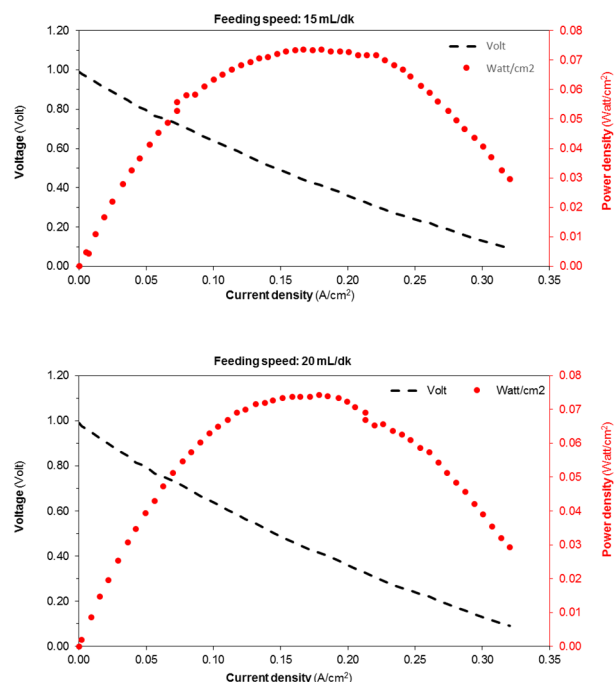 Feeding speed: 15 mL/dk
1.20
1.00
0.80
0.60
0.40
0.20
0.00
Voltage (Volt)
Volt
Watt/cm2
0.08
0.07
0.06
0.05
0.04
0.03
0.02
0.01
0.00
Power density (Watt/cm²)
0.00 0.05 0.10 0.15 0.20 0.25 0.30 0.35
Current density (A/cm²)
Feeding speed: 20 mL/dk
1.20
1.00
0.80
0.60
0.40
0.20
0.00
Voltage (Volt)
Volt Watt/cm2
0.08
0.07
0.06
0.05
0.04
0.03
0.02
0.01
0.00
Power density (Watt/cm²)
0.00 0.05 0.10 0.15 0.20 0.25 0.30 0.35
Current density (A/cm²)